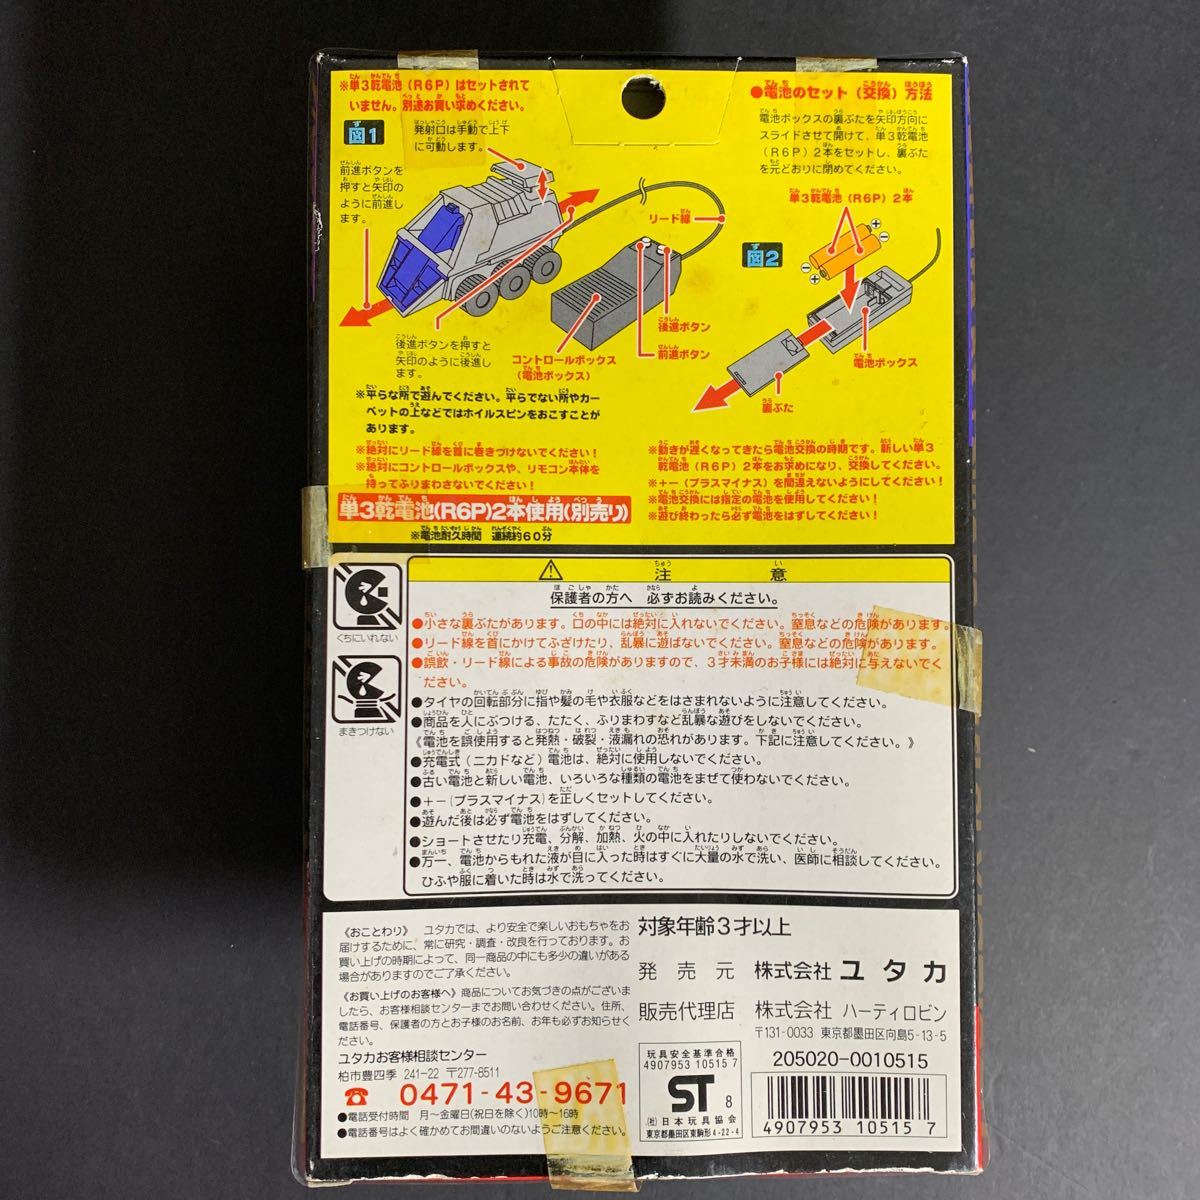 ※単3乾電池(R6P)はセットされて
いません。別途お買い求めください。
図1
発射口は手動で上下
に可動します。
前進ボタンを
押すと矢印の
ように前進し
ます。
リード線
後進ボタン
前進ボタン
後進ボタンを押すと
矢印のように後進し
ます。
コントロールボックス
(電池ボックス)
※平らな所で遊んでください。平らでない所やカー
ペットの上などではホイルスピンをおこすことが
あります。
※絶対にリード線を首に巻きつけないでください!
※絶対にコントロールボックスや、リモコン本体を
持ってふりまわさないでください!
単3乾電池(R6P)2本使用(別売り)
※電池耐久時間 連続約60分
●電池のセット(交換)方法
電池ボックスの裏ぶたを矢印方向に
スライドさせて開けて、単3乾電池
(R6P)2本をセットし、裏ぶた
を元どおりに閉めてください。
単3乾電池(R6P)2本
図2
電池ボックス
裏ぶた
※動きが遅くなってきたら電池交換の時期です。新しい単3
乾電池(R6P)2本をお求めになり、交換してください。
※+-(プラスマイナス)を間違えないようにしてください!
※電池交換には指定の電池を使用してください!
※遊び終わったら必ず電池をはずしてください!
くちにいれない
まきつけない
⚠ 注意
保護者の方へ 必ずお読みください。
●小さな裏ぶたがあります。口の中には絶対に入れないでください。窒息などの危険があります。
●リード線を首にかけてふざけたり、乱暴に遊ばないでください。窒息などの危険があります。
●誤飲・リード線による事故の危険がありますので、3才未満のお子様には絶対に与えないでく
ださい。
●タイヤの回転部分に指や髪の毛や衣服などをはさまれないように注意してください。
●商品を人にぶつける、たたく、ふりまわすなど乱暴な遊びをしないでください。
《電池を誤使用すると発熱・破裂・液漏れの恐れがあります。下記に注意してください。》
●充電式(ニカドなど)電池は、絶対に使用しないでください。
●古い電池と新しい電池、いろいろな種類の電池をまぜて使わないでください。
●+-(プラスマイナス)を正しくセットしてください。
●遊んだ後は必ず電池をはずしてください。
●ショートさせたり充電、分解、加熱、火の中に入れたりしないでください。
●万一、電池からもれた液が目に入った時はすぐに大量の水で洗い、医師に相談してください。
ひふや服に着いた時は水で洗ってください。
《おことわり》 ユタカでは、より安全で楽しいおもちゃをお
届けするために、常に研究・調査・改良を行っております。お
買い上げの時期によって、同一商品の中にも多少の違いがある
場合がありますのでご了承ください。
《お買い上げのお客様へ》商品についてお気づきの点がございま
したら、お客様相談センターまでお問い合わせください。住所、
電話番号、保護者の方とお子様のお名前、お年も必ずお知らせく
ださい。
ユタカお客様相談センター
柏市豊四季 241-22 〒277-8511
☎ 0471-43-9671
●電話受付時間 月~金曜日(祝日を除く)10時~16時
●電話番号はよく確かめてお間違いのないようご注意ください。
対象年齢3才以上
発売元 株式会社 ユタカ
販売代理店 株式会社 ハーティロビン
〒131-0033 東京都墨田区向島5-13-5
玩具安全基準合格
4907953 10515 7
ST 8
(社)日本玩具協会
東京都墨田区東駒形4-22-4
205020-0010515
4907953 105157